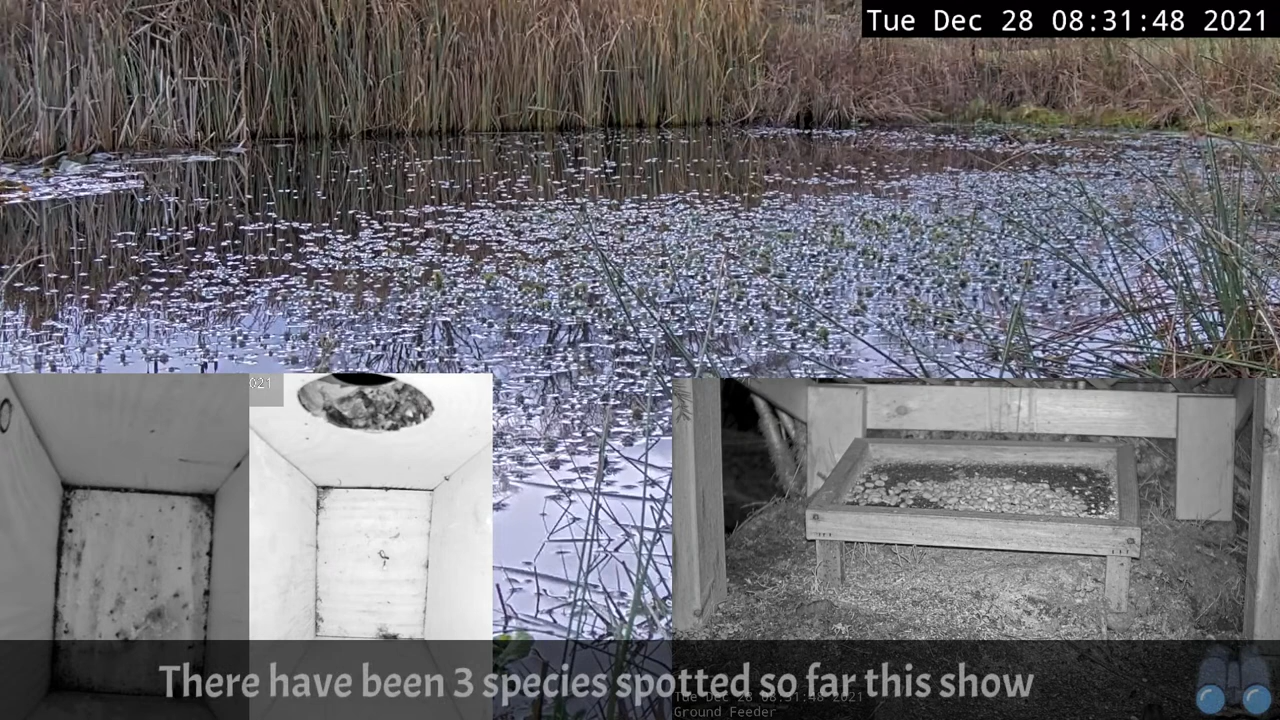 Tue Dec 28 08:31:48 2021
021
There have been 3 species spotted so far this show
Tue Dec 28 08:31:48 2021
Ground Feeder